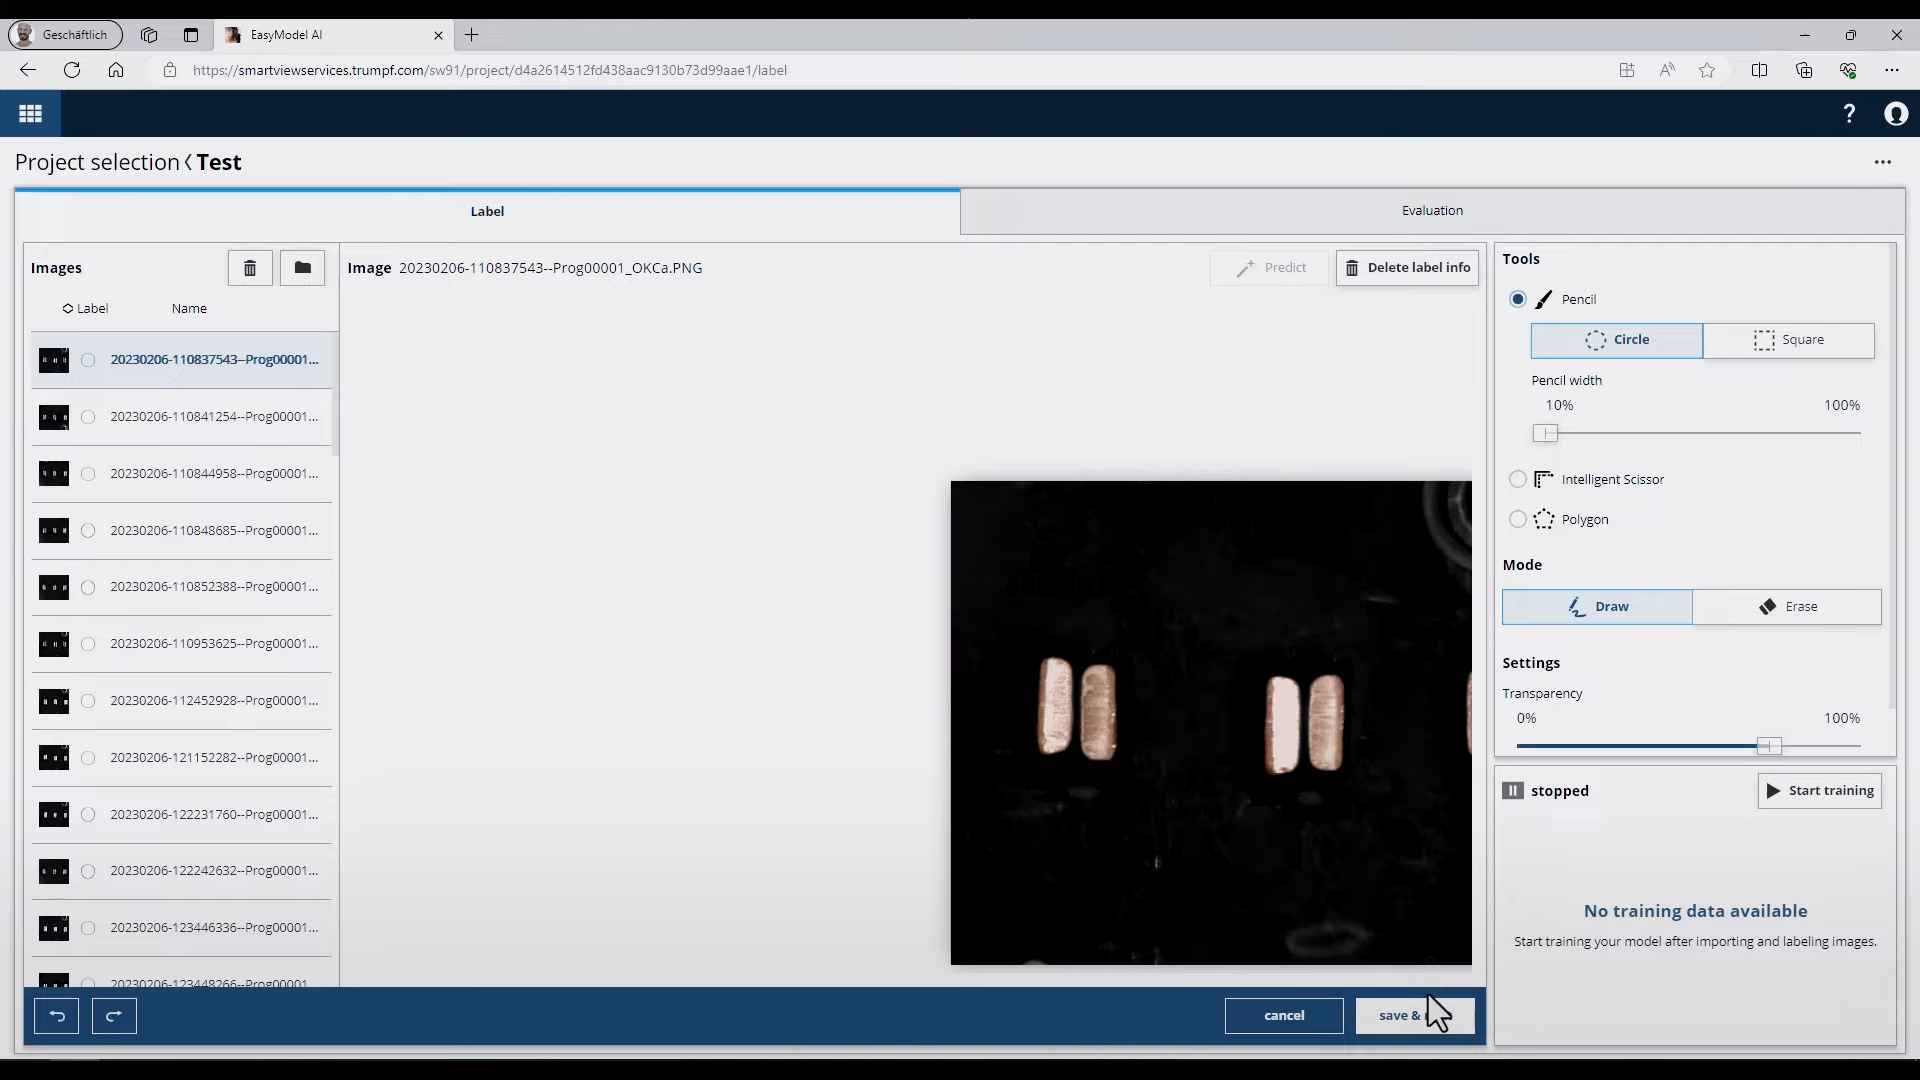 Geschäftlich
EasyModel AI
https://smartviewservices.trumpf.com/sw91/project/d4a2614512fd438aac9130b73d99aae1/label
?
Project selection Test
Label
Evaluation
Images
Image 20230206-110837543--Prog00001_OKCa.PNG
Predict
Delete label info
Label Name
20230206-110837543--Prog00001...
20230206-110841254--Prog00001...
20230206-110844958--Prog00001...
20230206-110848685--Prog00001...
20230206-110852388--Prog00001...
20230206-110953625--Prog00001...
20230206-112452928--Prog00001...
20230206-121152282--Prog00001...
20230206-122231760--Prog00001...
20230206-122242632--Prog00001...
20230206-123446336--Prog00001...
20230206-123448266--Prog00001...
Tools
Pencil
Circle
Square
Pencil width
10% 100%
Intelligent Scissor
Polygon
Mode
Draw
Erase
Settings
Transparency
0% 100%
stopped
Start training
No training data available
Start training your model after importing and labeling images.
cancel
save &